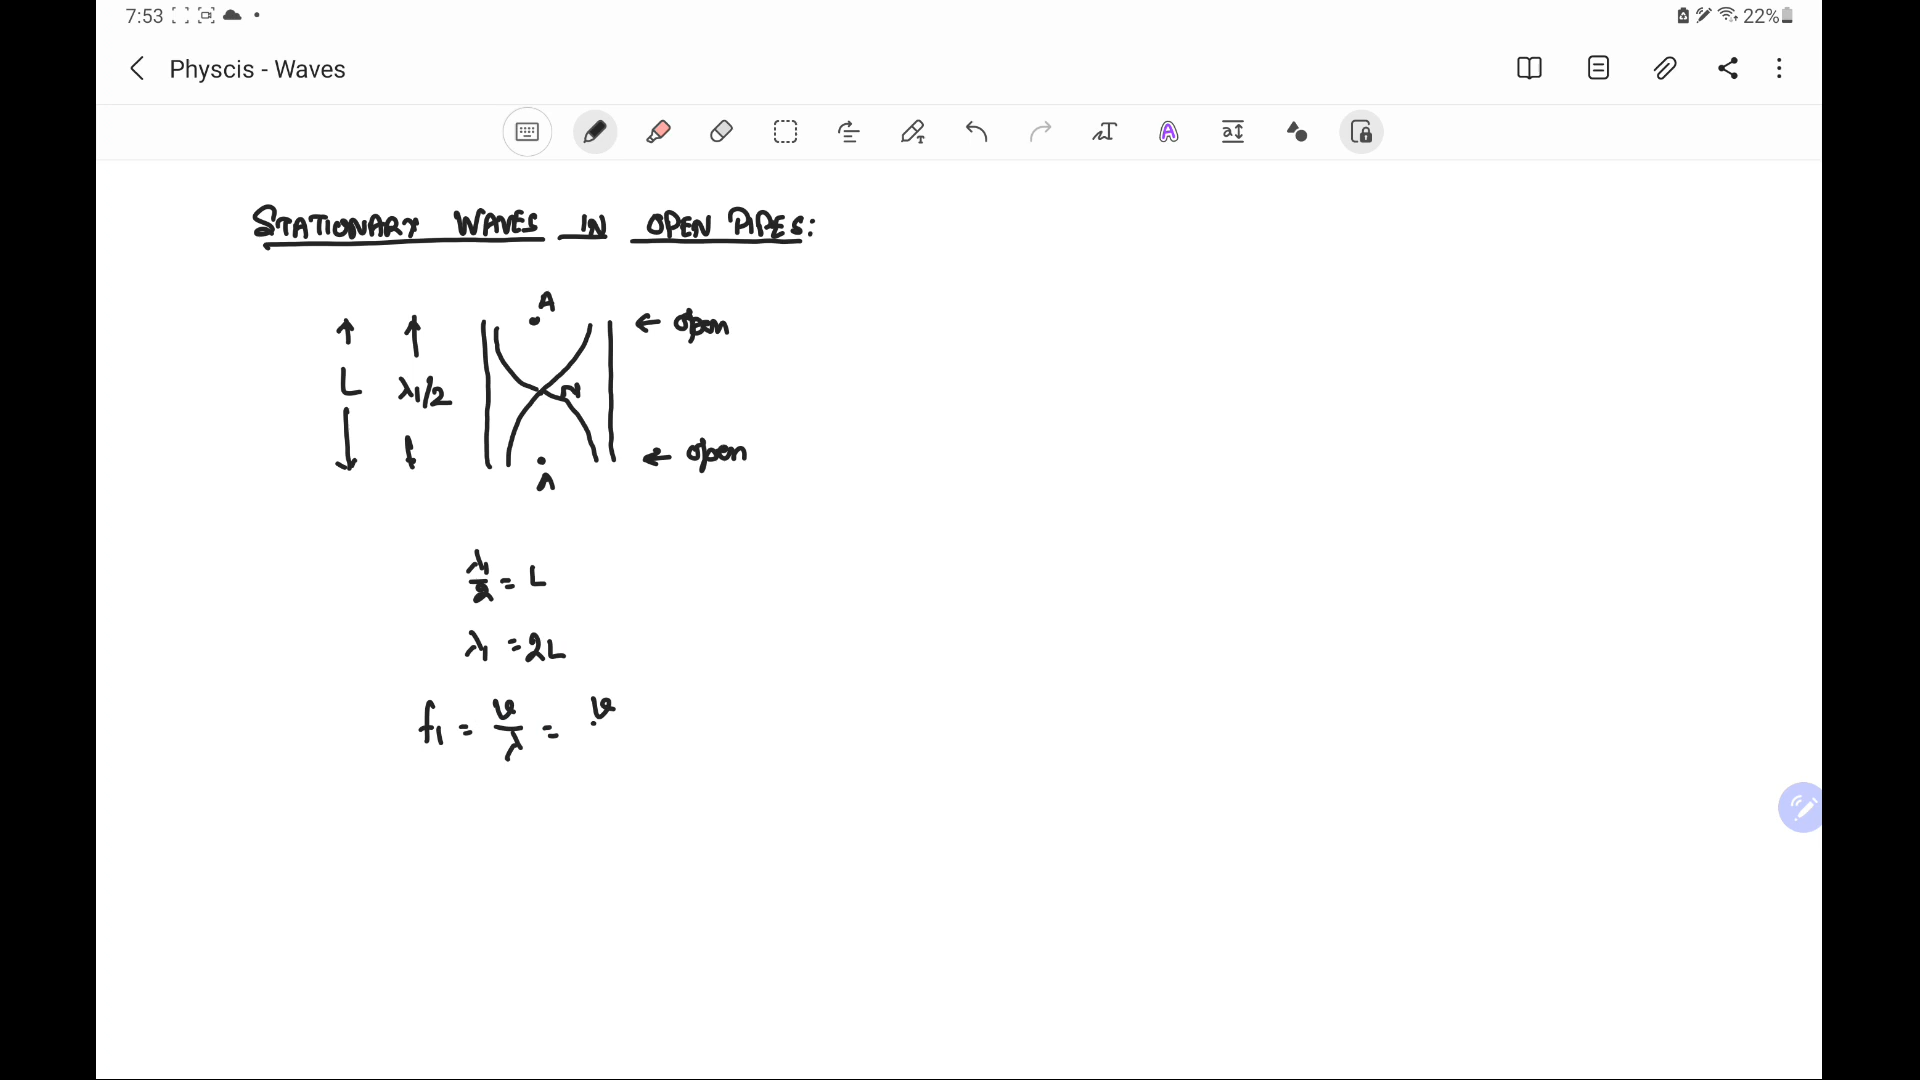 7:53 22%
Physcis - Waves
STATIONARY WAVES IN OPEN PIPES:
A
← open
L λ₁/2 N
← open
A
λ₁/2 = L
λ₁ = 2L
f₁ = v/λ = v